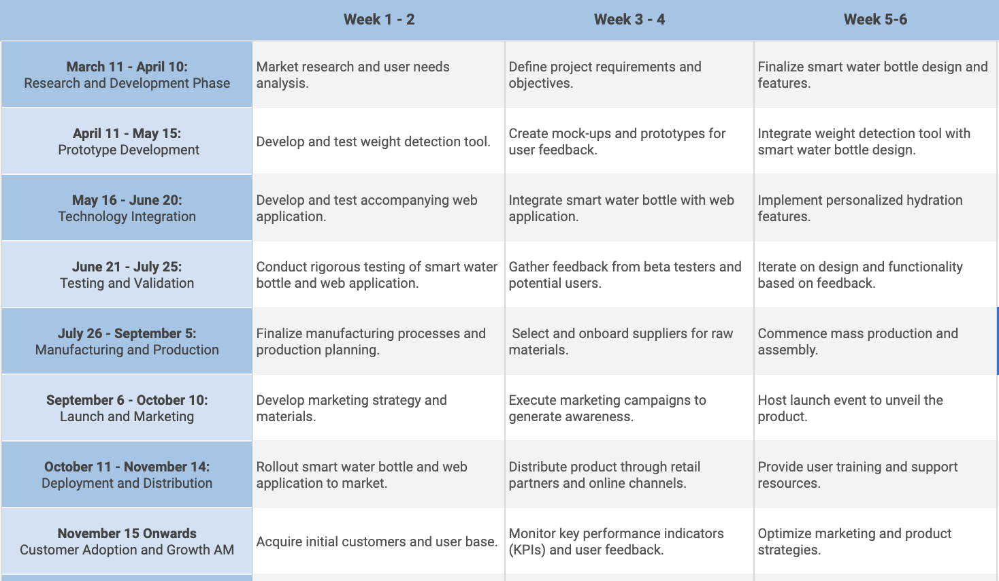 Week 1 - 2
Week 3 - 4
Week 5-6
March 11 - April 10:
Research and Development Phase
Market research and user needs
analysis.
Define project requirements and
objectives.
Finalize smart water bottle design and
features.
April 11 - May 15:
Prototype Development
Develop and test weight detection tool.
Create mock-ups and prototypes for
user feedback.
Integrate weight detection tool with
smart water bottle design.
May 16 - June 20:
Technology Integration
Develop and test accompanying web
application.
Integrate smart water bottle with web
application.
Implement personalized hydration
features.
June 21 - July 25:
Testing and Validation
Conduct rigorous testing of smart water
bottle and web application.
Gather feedback from beta testers and
potential users.
Iterate on design and functionality
based on feedback.
July 26 - September 5:
Manufacturing and Production
Finalize manufacturing processes and
production planning.
Select and onboard suppliers for raw
materials.
Commence mass production and
assembly.
September 6 - October 10:
Launch and Marketing
Develop marketing strategy and
materials.
Execute marketing campaigns to
generate awareness.
Host launch event to unveil the
product.
October 11 - November 14:
Deployment and Distribution
Rollout smart water bottle and web
application to market.
Distribute product through retail
partners and online channels.
Provide user training and support
resources.
November 15 Onwards
Customer Adoption and Growth AM
Acquire initial customers and user base.
Monitor key performance indicators
(KPIs) and user feedback.
Optimize marketing and product
strategies.